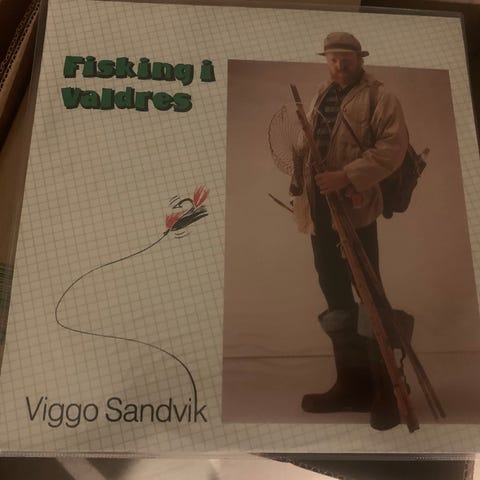 Fisking i
Valdres
Viggo Sandvik